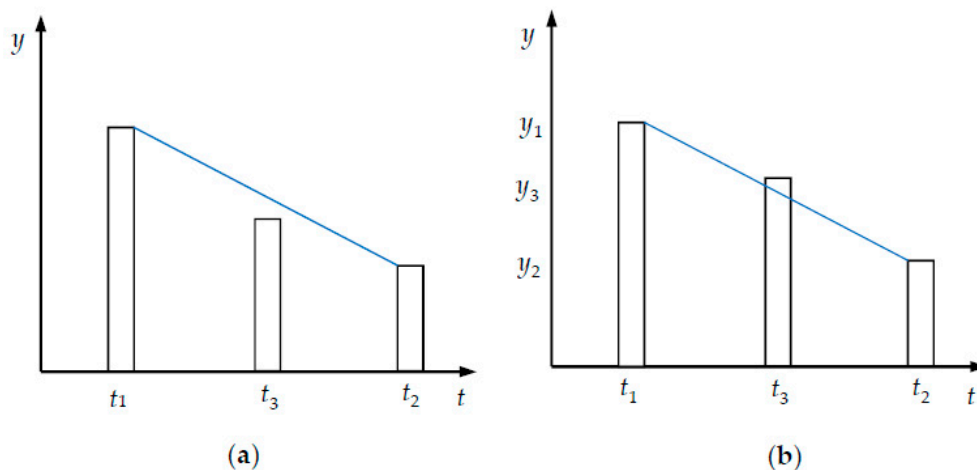 y
t₁ t₃ t₂ t
(a)
y
y₁
y₃
y₂
t₁ t₃ t₂ t
(b)